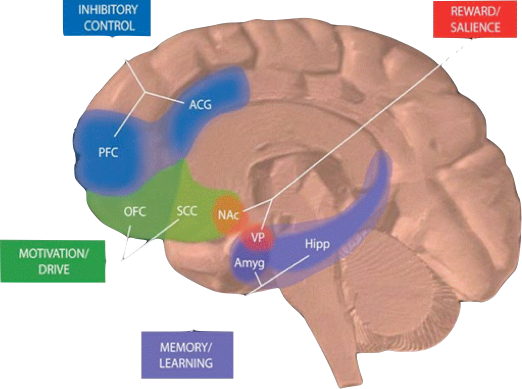 INHIBITORY
CONTROL
REWARD/
SALIENCE
ACG
PFC
OFC
SCC
NAc
VP
Hipp
Amyg
MOTIVATION/
DRIVE
MEMORY/
LEARNING